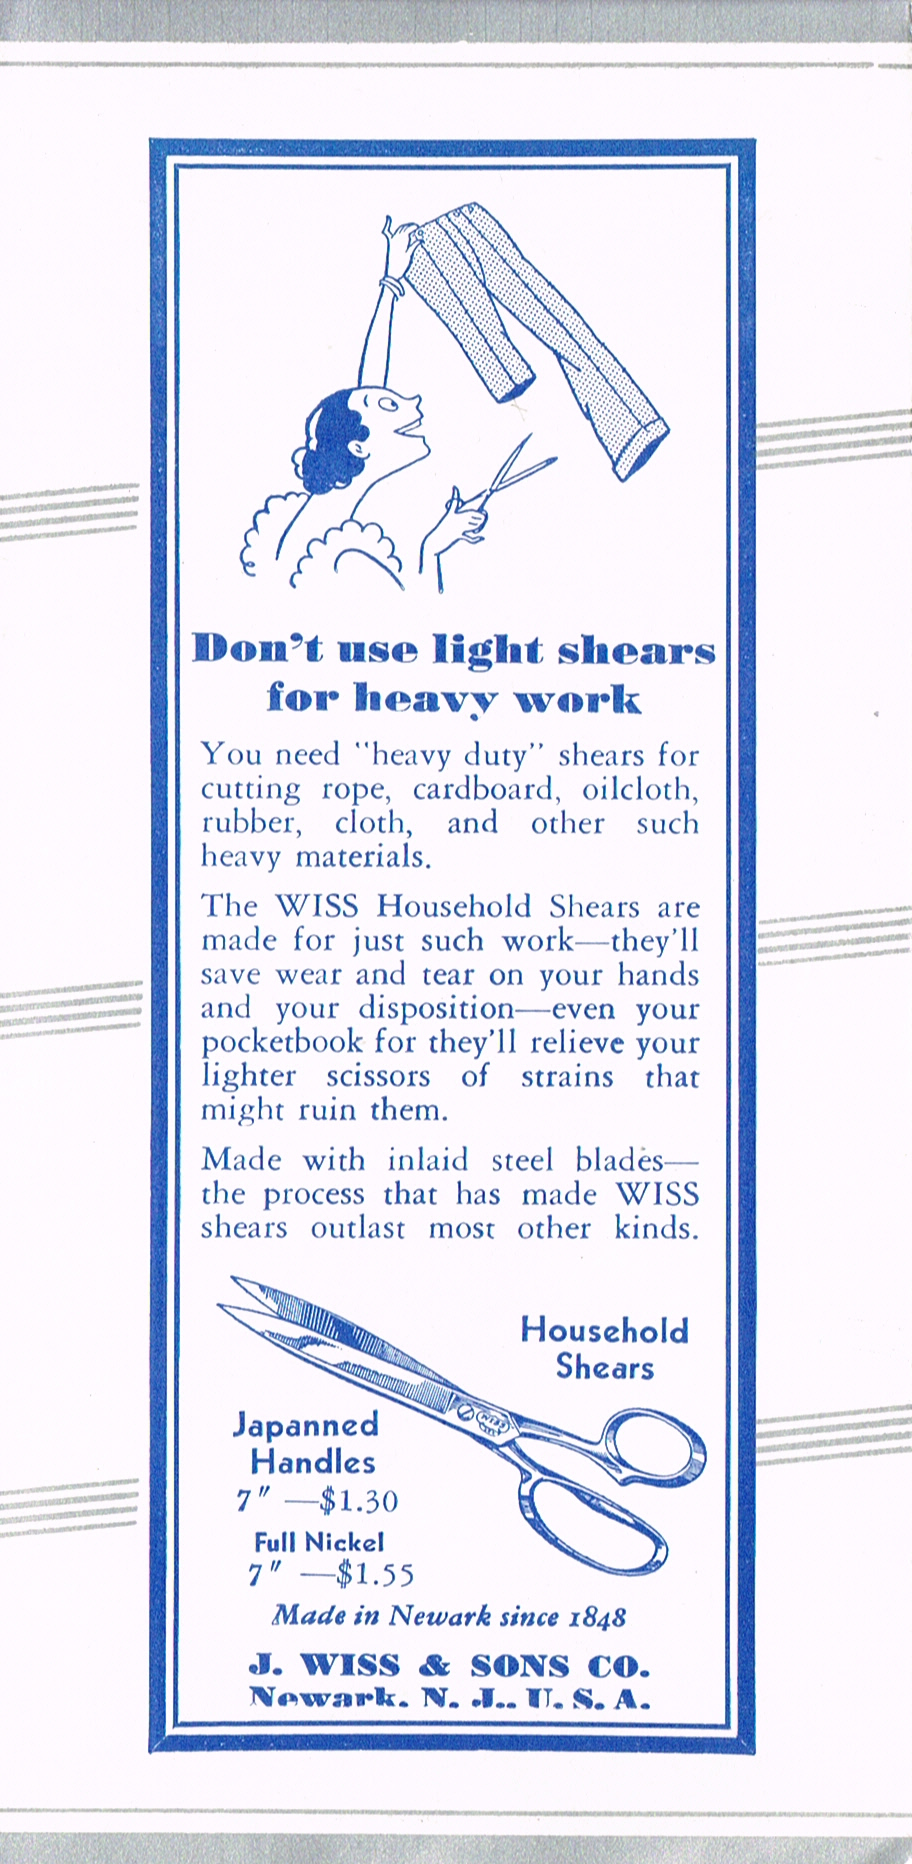 Don't use light shears
for heavy work
You need "heavy duty" shears for
cutting rope, cardboard, oilcloth,
rubber, cloth, and other such
heavy materials.
The WISS Household Shears are
made for just such work—they'll
save wear and tear on your hands
and your disposition—even your
pocketbook for they'll relieve your
lighter scissors of strains that
might ruin them.
Made with inlaid steel blades—
the process that has made WISS
shears outlast most other kinds.
Household
Shears
WISS
Japanned
Handles
7" —$1.30
Full Nickel
7" —$1.55
Made in Newark since 1848
J. WISS & SONS CO.
Newark. N. J.. U. S. A.